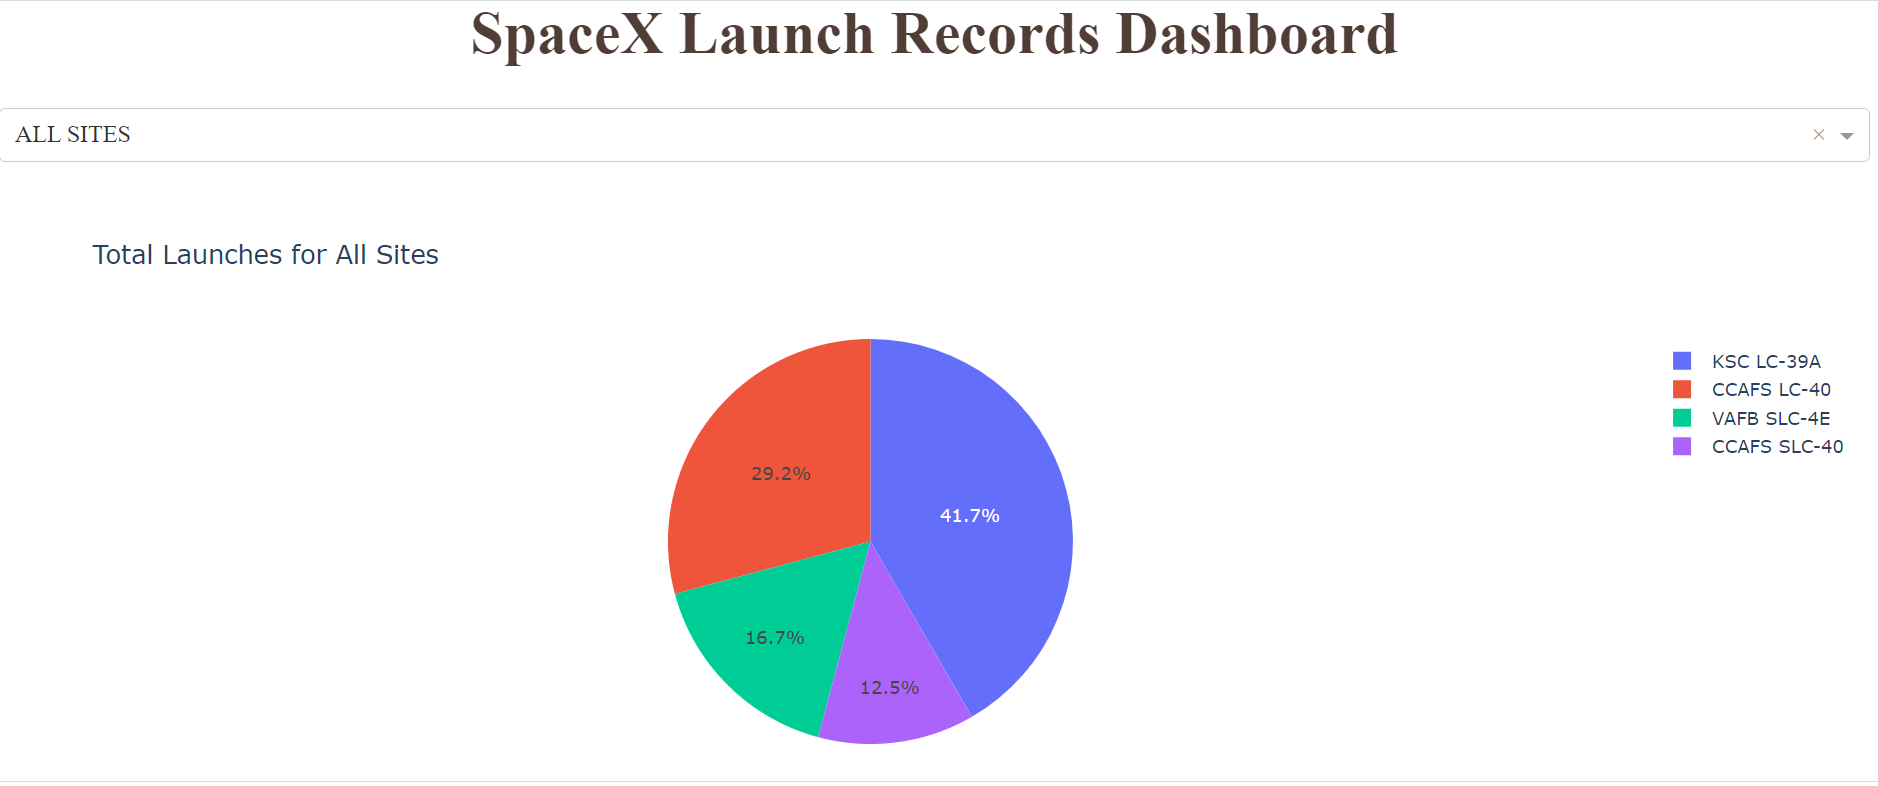 SpaceX Launch Records Dashboard
ALL SITES
Total Launches for All Sites
KSC LC-39A
CCAFS LC-40
VAFB SLC-4E
CCAFS SLC-40
29.2%
41.7%
16.7%
12.5%